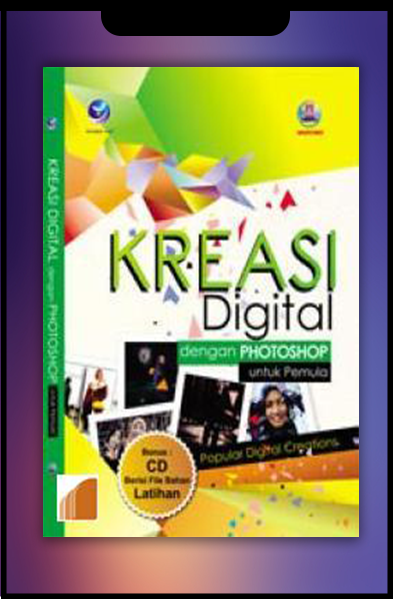 KREASI
Digital
dengan PHOTOSHOP
untuk Pemula
Popular Digital Creations
Bonus :
CD
Berisi File Bahan
Latihan
KREASI DIGITAL dengan PHOTOSHOP untuk Pemula